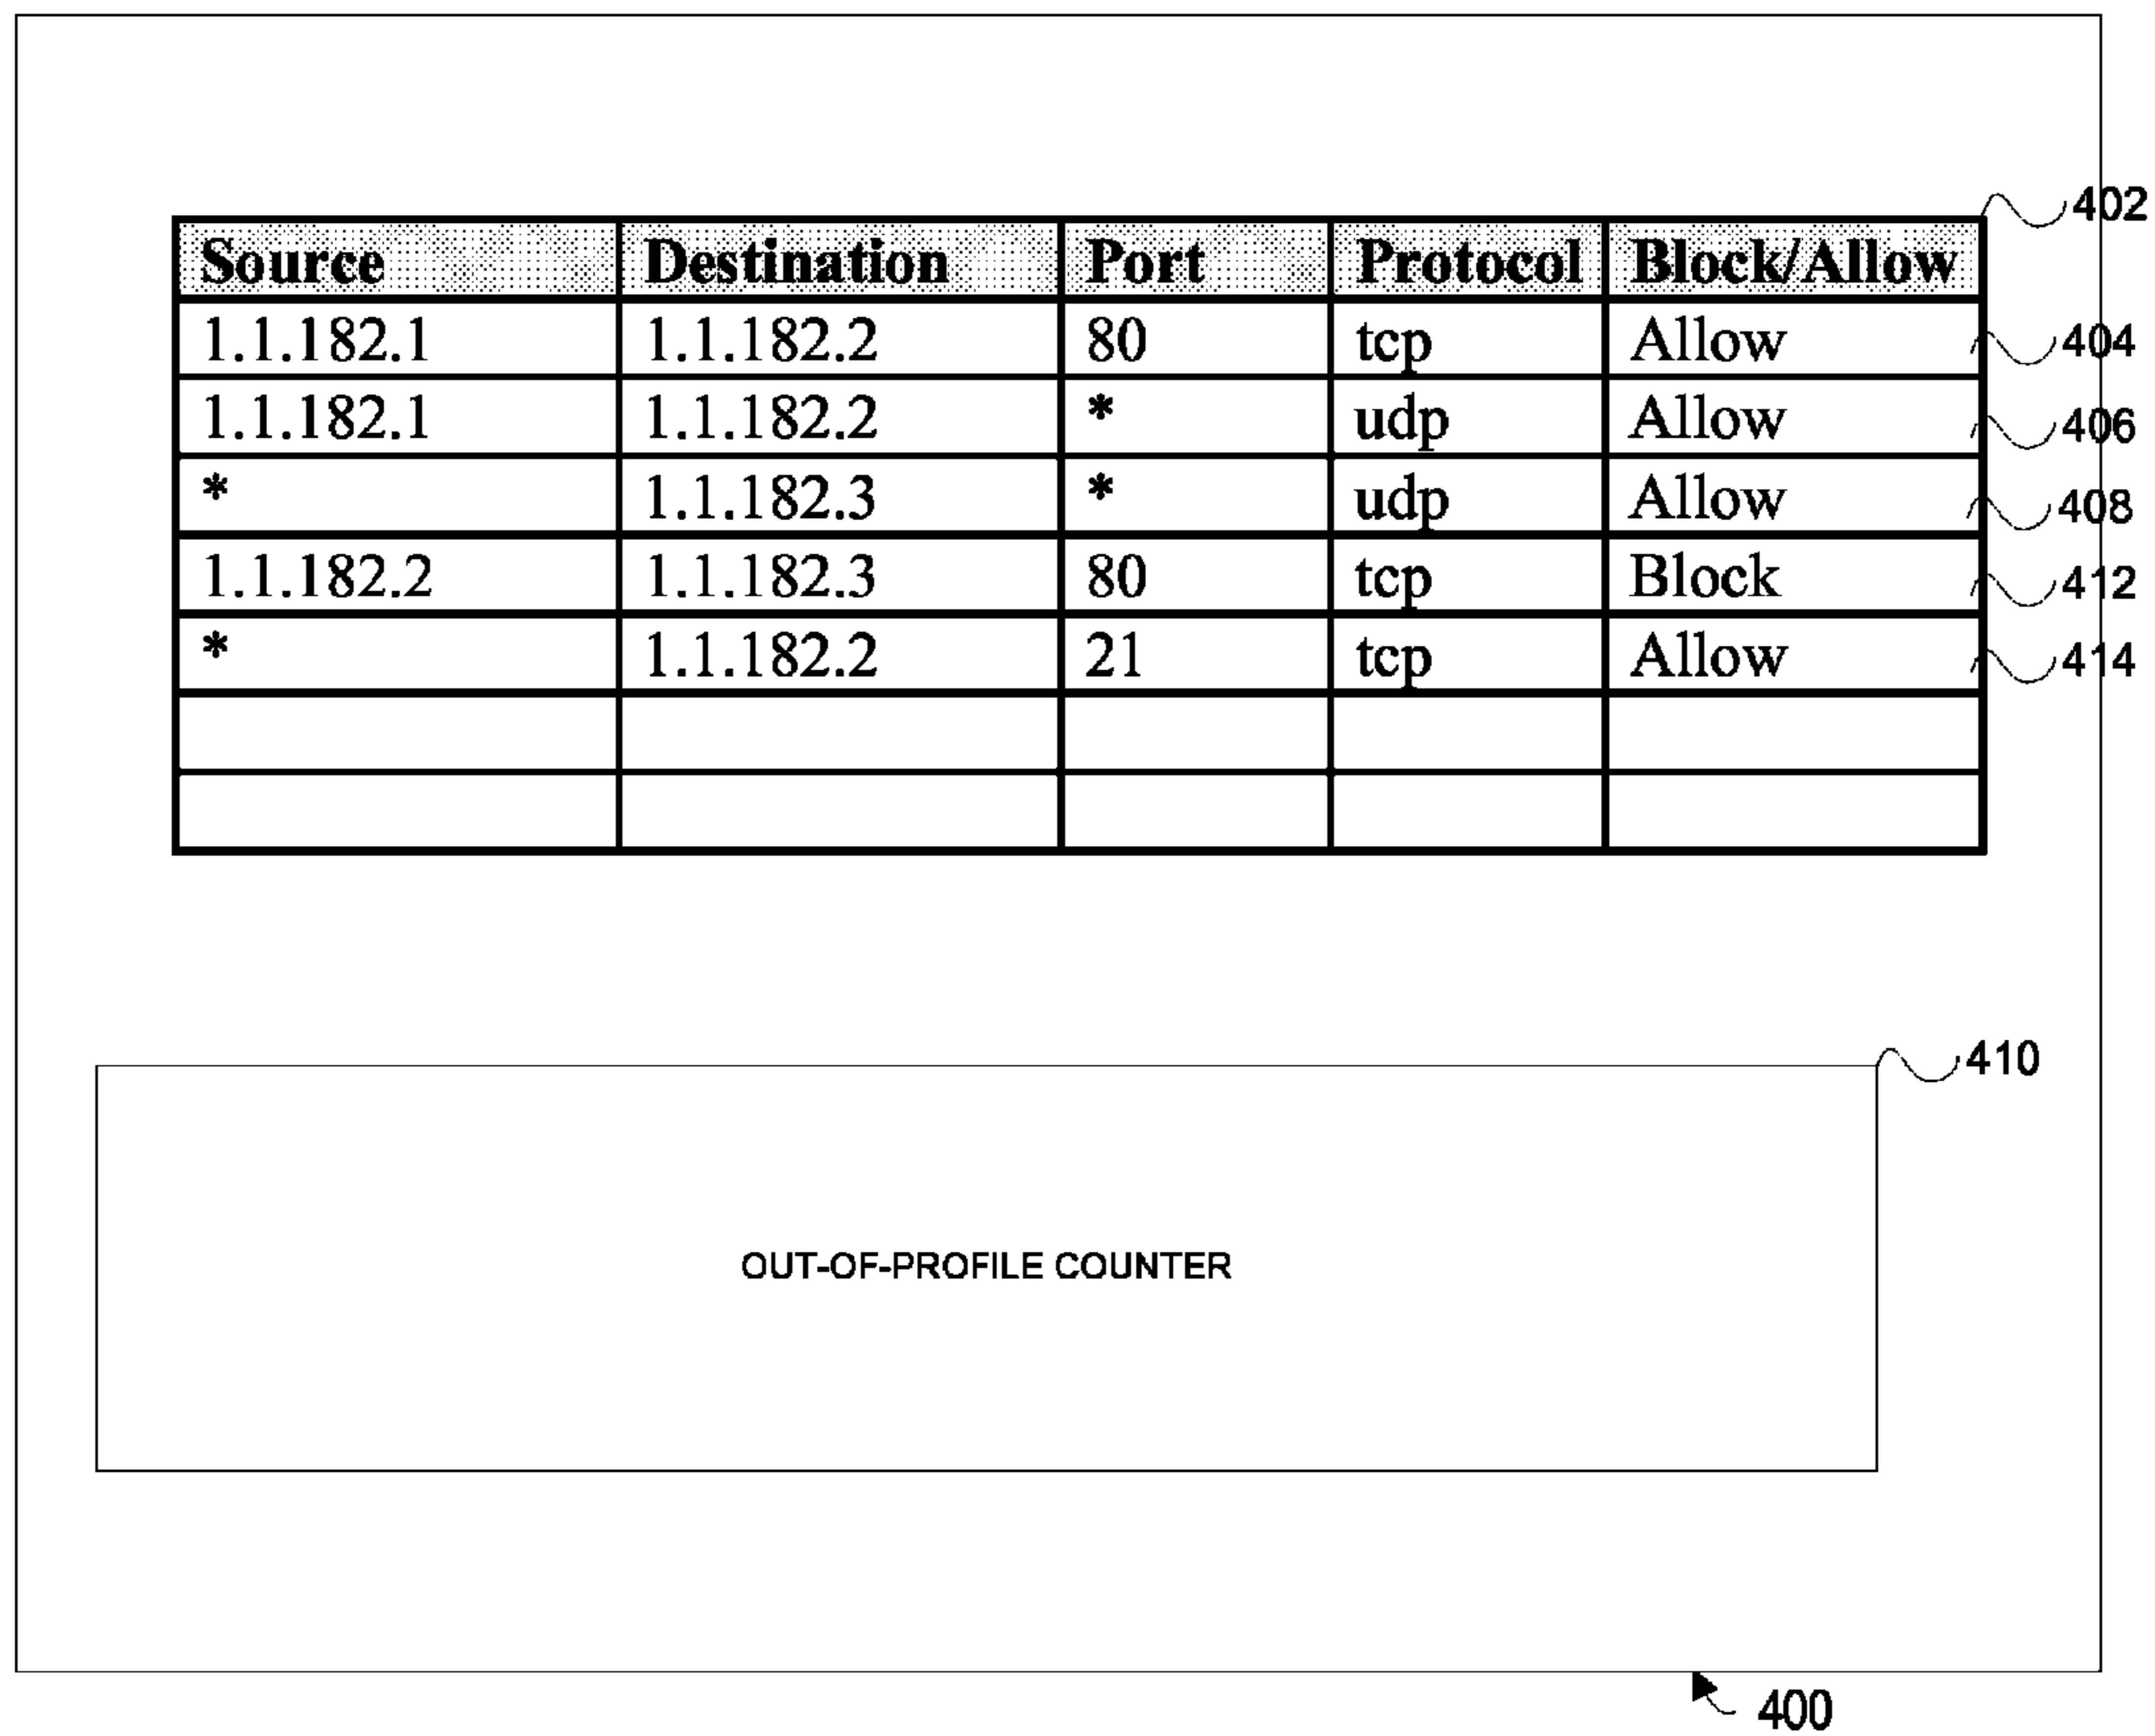 402
Source Destination Port Protocol Block/Allow
1.1.182.1 1.1.182.2 80 tcp Allow 404
1.1.182.1 1.1.182.2 * udp Allow 406
* 1.1.182.3 * udp Allow 408
1.1.182.2 1.1.182.3 80 tcp Block 412
* 1.1.182.2 21 tcp Allow 414
410
OUT-OF-PROFILE COUNTER
400